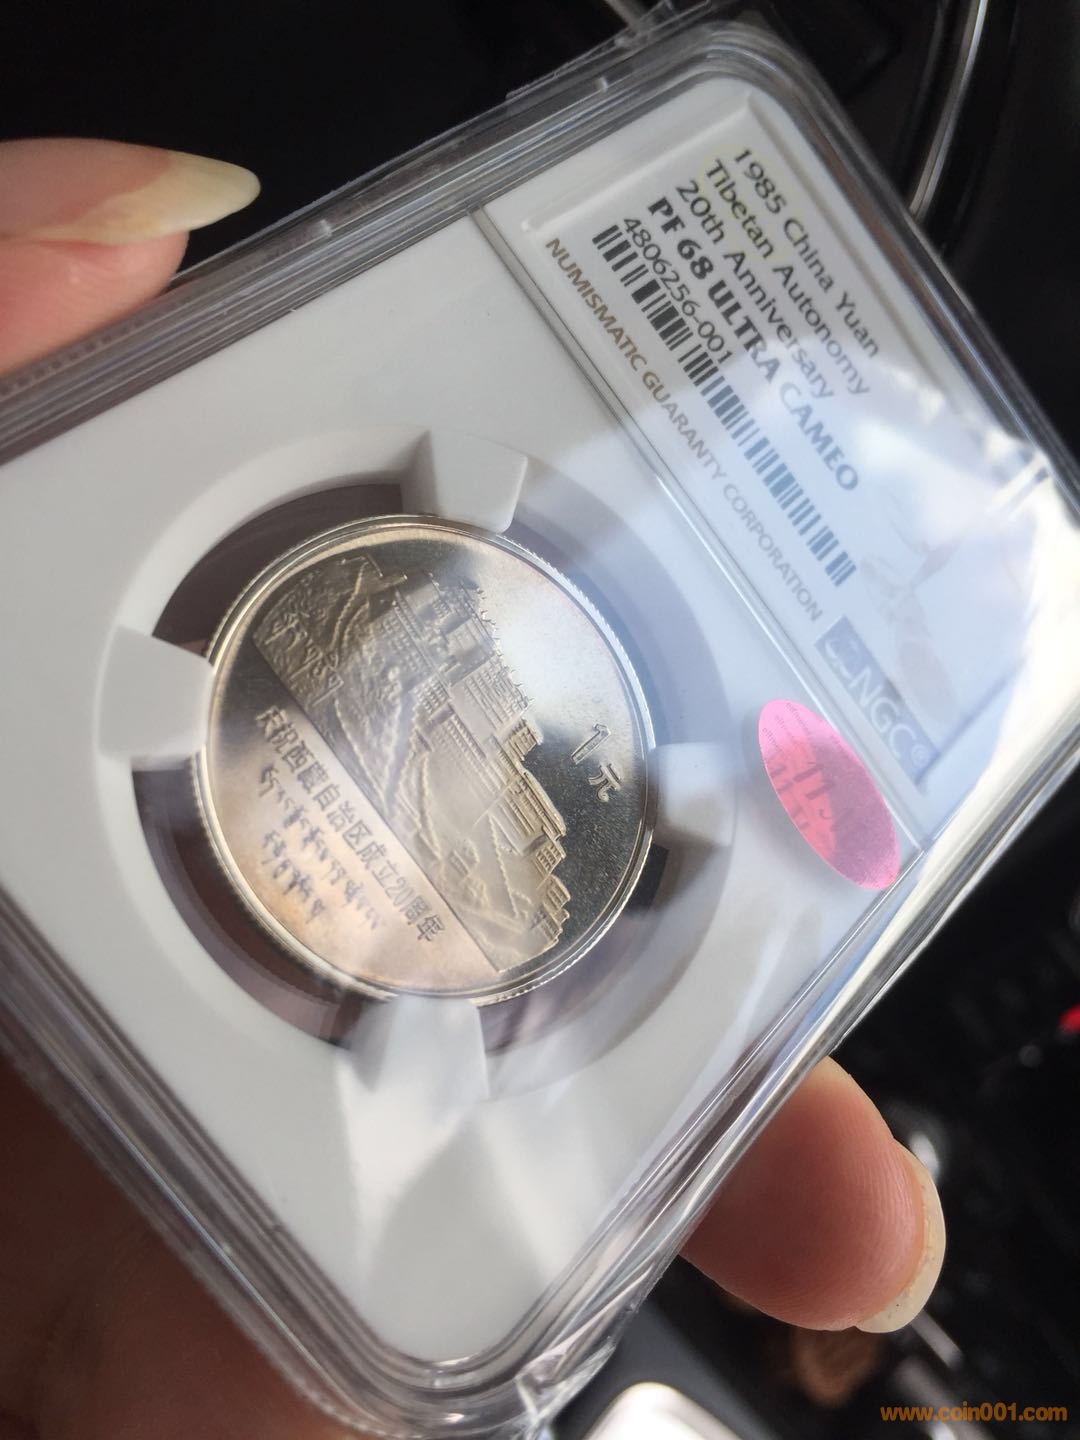 1985 China Yuan
Tibetan Autonomy
20th Anniversary
PF 68 ULTRA CAMEO
4806256-001
NUMISMATIC GUARANTY CORPORATION
NGC®
1元
庆祝西藏自治区成立20周年
www.coin001.com